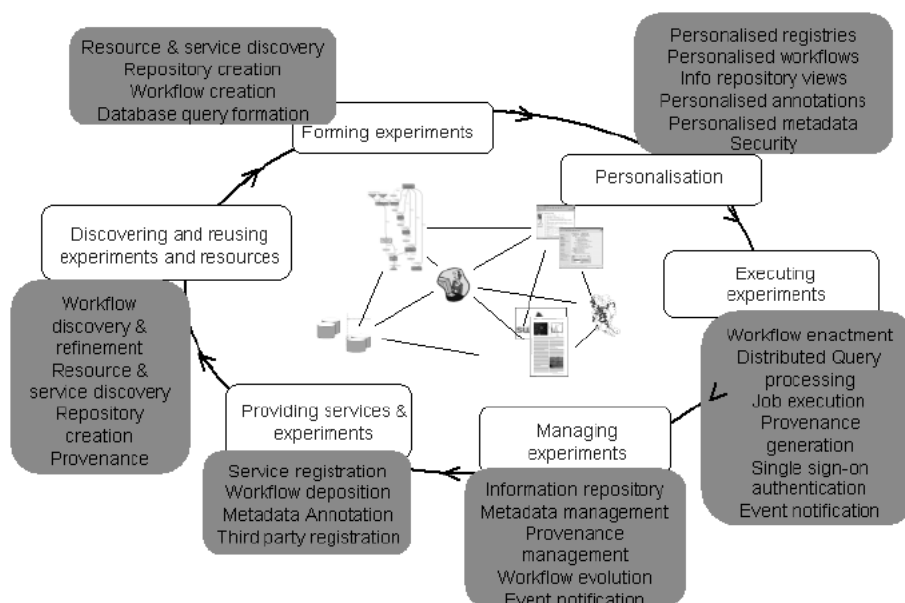 Resource & service discovery
Repository creation
Workflow creation
Database query formation
Forming experiments
Personalised registries
Personalised workflows
Info repository views
Personalised annotations
Personalised metadata
Security
Personalisation
Executing
experiments
Workflow enactment
Distributed Query
processing
Job execution
Provenance
generation
Single sign-on
authentication
Event notification
Managing
experiments
Information repository
Metadata management
Provenance
management
Workflow evolution
Event notification
Providing services &
experiments
Service registration
Workflow deposition
Metadata Annotation
Third party registration
Discovering and reusing
experiments and resources
Workflow
discovery &
refinement
Resource &
service discovery
Repository
creation
Provenance